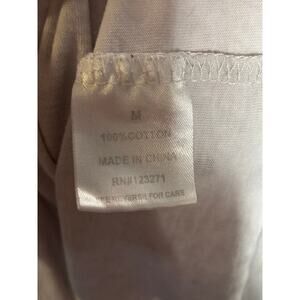 M
100% COTTON
MADE IN CHINA
RN#123271
SEE REVERSE FOR CARE